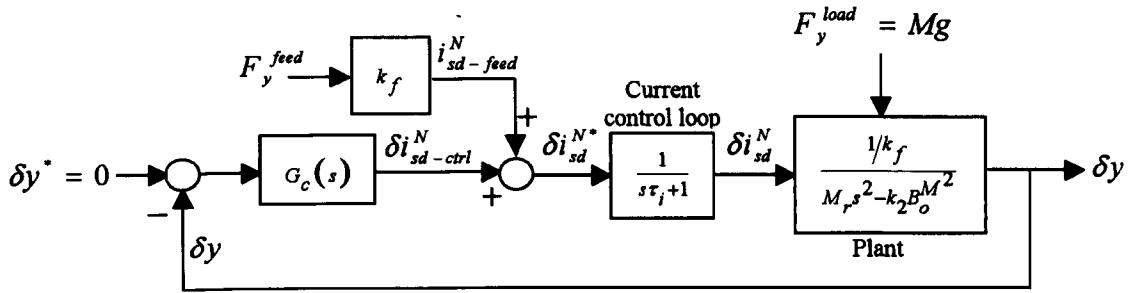 F_y^{load} = Mg
F_y^{feed}
k_f
i_{sd-feed}^N
+
Current
control loop
δy* = 0
−
G_c(s)
δi_{sd-ctrl}^N
+
δi_{sd}^{N*}
1
sτ_i+1
δi_{sd}^N
1/k_f
M_r s^2−k_2 B_o^{M^2}
δy
Plant
δy